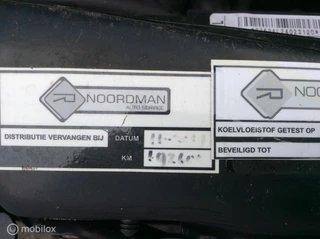 NOORDMAN
AUTO SERVICE
DISTRIBUTIE VERVANGEN BIJ
DATUM
KM
NOORD
KOELVLOEISTOF GETEST OP
BEVEILIGD TOT
© mobilox